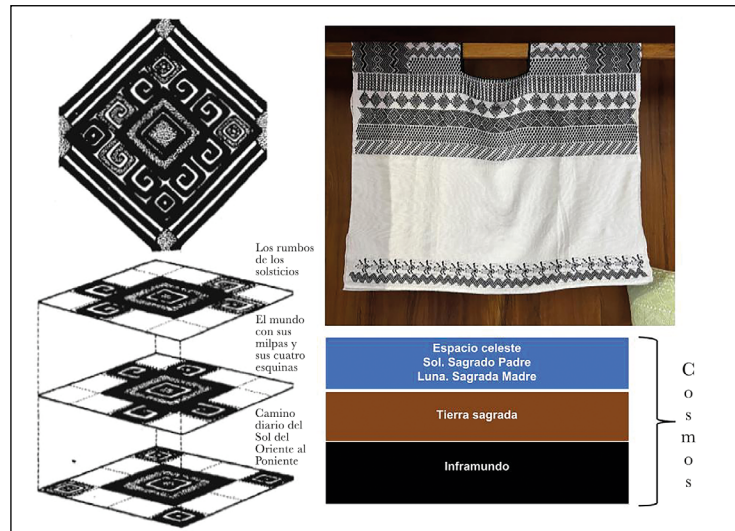 Los rumbos
de los
solsticios
El mundo
con sus
milpas y
sus cuatro
esquinas
Camino
diario del
Sol del
Oriente al
Poniente
Espacio celeste
Sol. Sagrado Padre
Luna. Sagrada Madre
Tierra sagrada
Inframundo
Cosmos